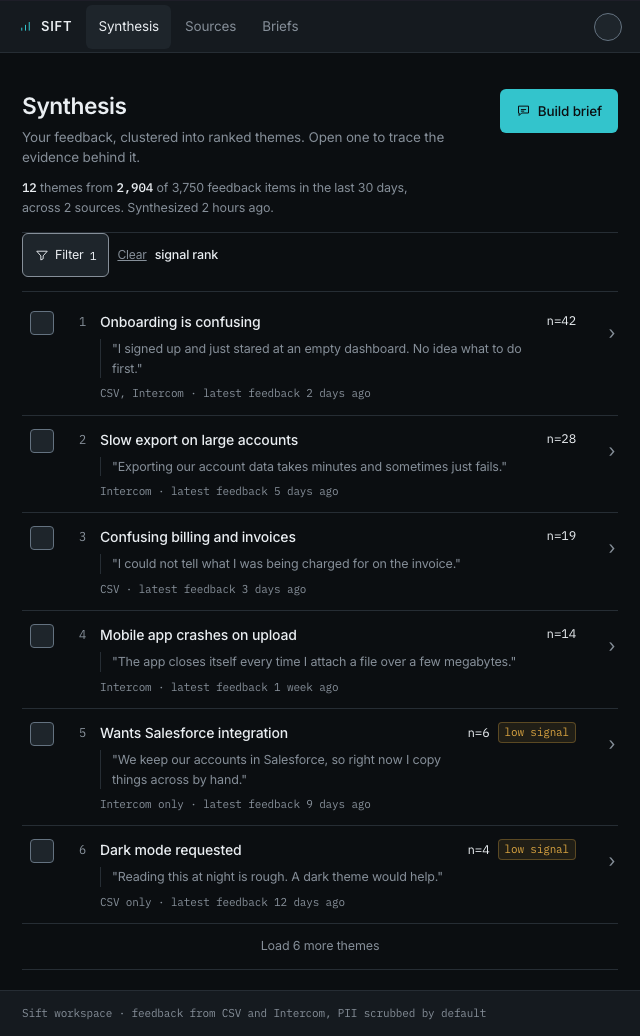 SIFT Synthesis Sources Briefs
Synthesis
Build brief
Your feedback, clustered into ranked themes. Open one to trace the
evidence behind it.
12 themes from 2,904 of 3,750 feedback items in the last 30 days,
across 2 sources. Synthesized 2 hours ago.
Filter 1 Clear signal rank
1 Onboarding is confusing n=42
"I signed up and just stared at an empty dashboard. No idea what to do
first."
CSV, Intercom · latest feedback 2 days ago
2 Slow export on large accounts n=28
"Exporting our account data takes minutes and sometimes just fails."
Intercom · latest feedback 5 days ago
3 Confusing billing and invoices n=19
"I could not tell what I was being charged for on the invoice."
CSV · latest feedback 3 days ago
4 Mobile app crashes on upload n=14
"The app closes itself every time I attach a file over a few megabytes."
Intercom · latest feedback 1 week ago
5 Wants Salesforce integration n=6 low signal
"We keep our accounts in Salesforce, so right now I copy
things across by hand."
Intercom only · latest feedback 9 days ago
6 Dark mode requested n=4 low signal
"Reading this at night is rough. A dark theme would help."
CSV only · latest feedback 12 days ago
Load 6 more themes
Sift workspace · feedback from CSV and Intercom, PII scrubbed by default